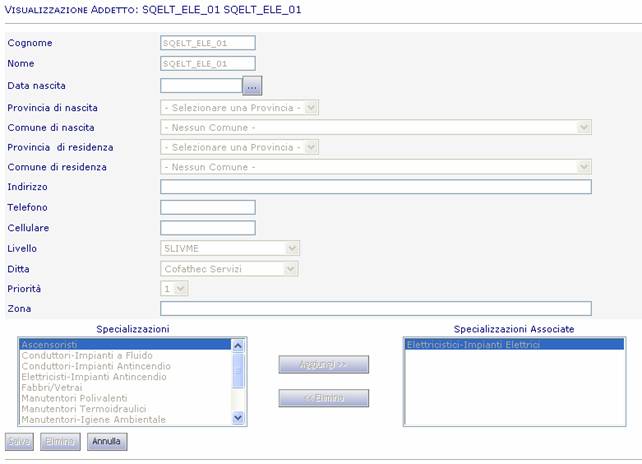 Visualizzazione Addetto: SQELT_ELE_01 SQELT_ELE_01
Cognome SQELT_ELE_01
Nome SQELT_ELE_01
Data nascita ...
Provincia di nascita - Selezionare una Provincia -
Comune di nascita - Nessun Comune -
Provincia di residenza - Selezionare una Provincia -
Comune di residenza - Nessun Comune -
Indirizzo
Telefono
Cellulare
Livello 5LIVME
Ditta Cofathec Servizi
Priorità 1
Zona
Specializzazioni Specializzazioni Associate
Ascensoristi Elettricistici-Impianti Elettrici
Conduttori-Impianti a Fluido
Conduttori-Impianti Antincendio
Elettricisti-Impianti Antincendio
Fabbri/Vetrai
Manutentori Polivalenti
Manutentori Termoidraulici
Manutentori-Igiene Ambientale
Aggiungi >>
<< Elimina
Salva Elimina Annulla